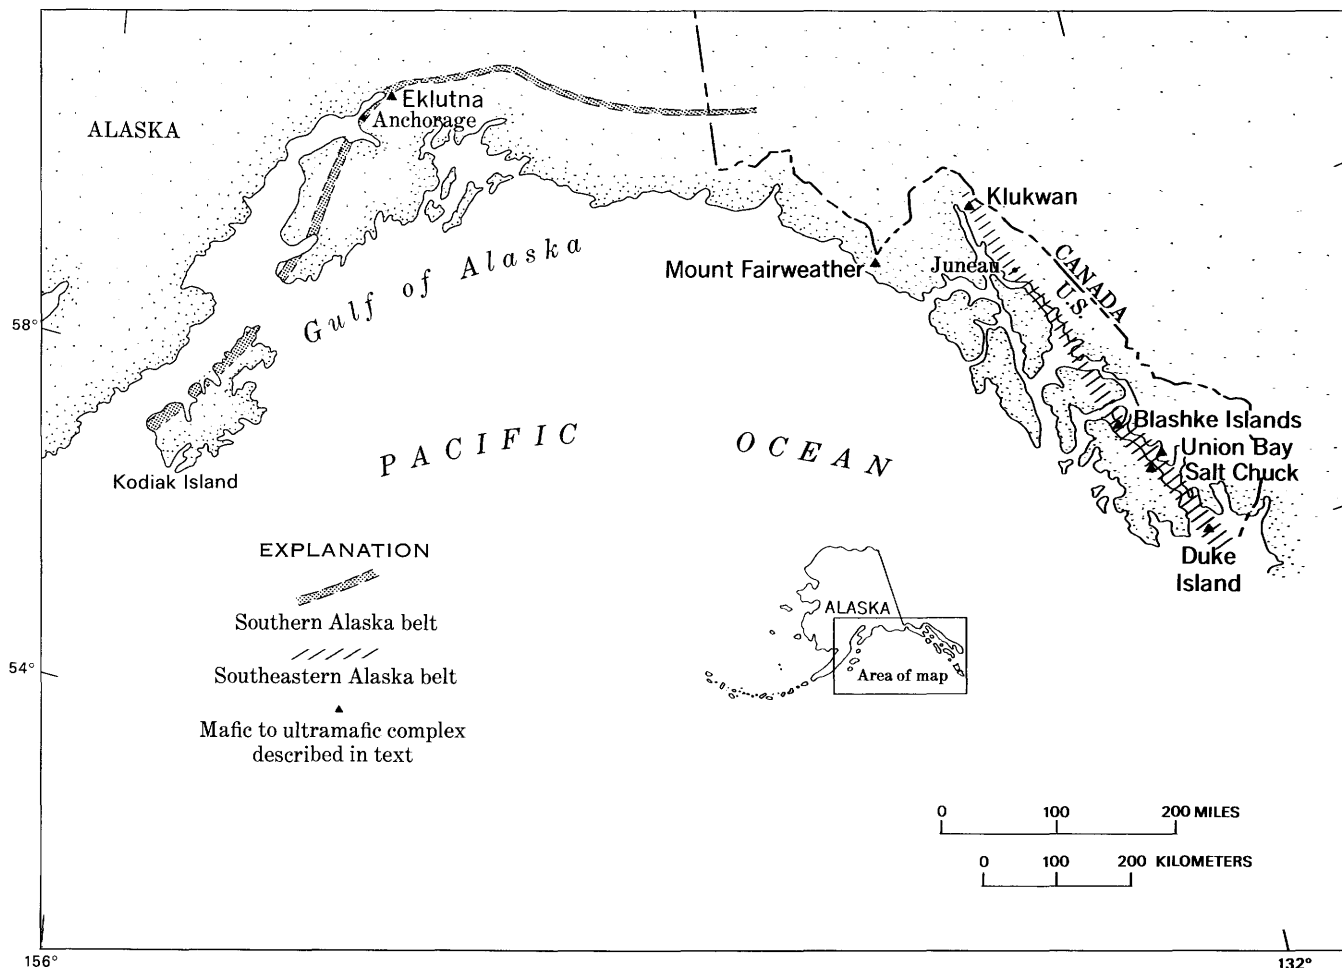 Eklutna
Anchorage
ALASKA
Klukwan
Mount Fairweather
Juneau
CANADA
U.S.
Gulf of Alaska
58°
Blashke Islands
Union Bay
Salt Chuck
PACIFIC OCEAN
Kodiak Island
Duke
Island
EXPLANATION
Southern Alaska belt
Southeastern Alaska belt
Mafic to ultramafic complex
described in text
ALASKA
Area of map
54°
0 100 200 MILES
0 100 200 KILOMETERS
156°
132°